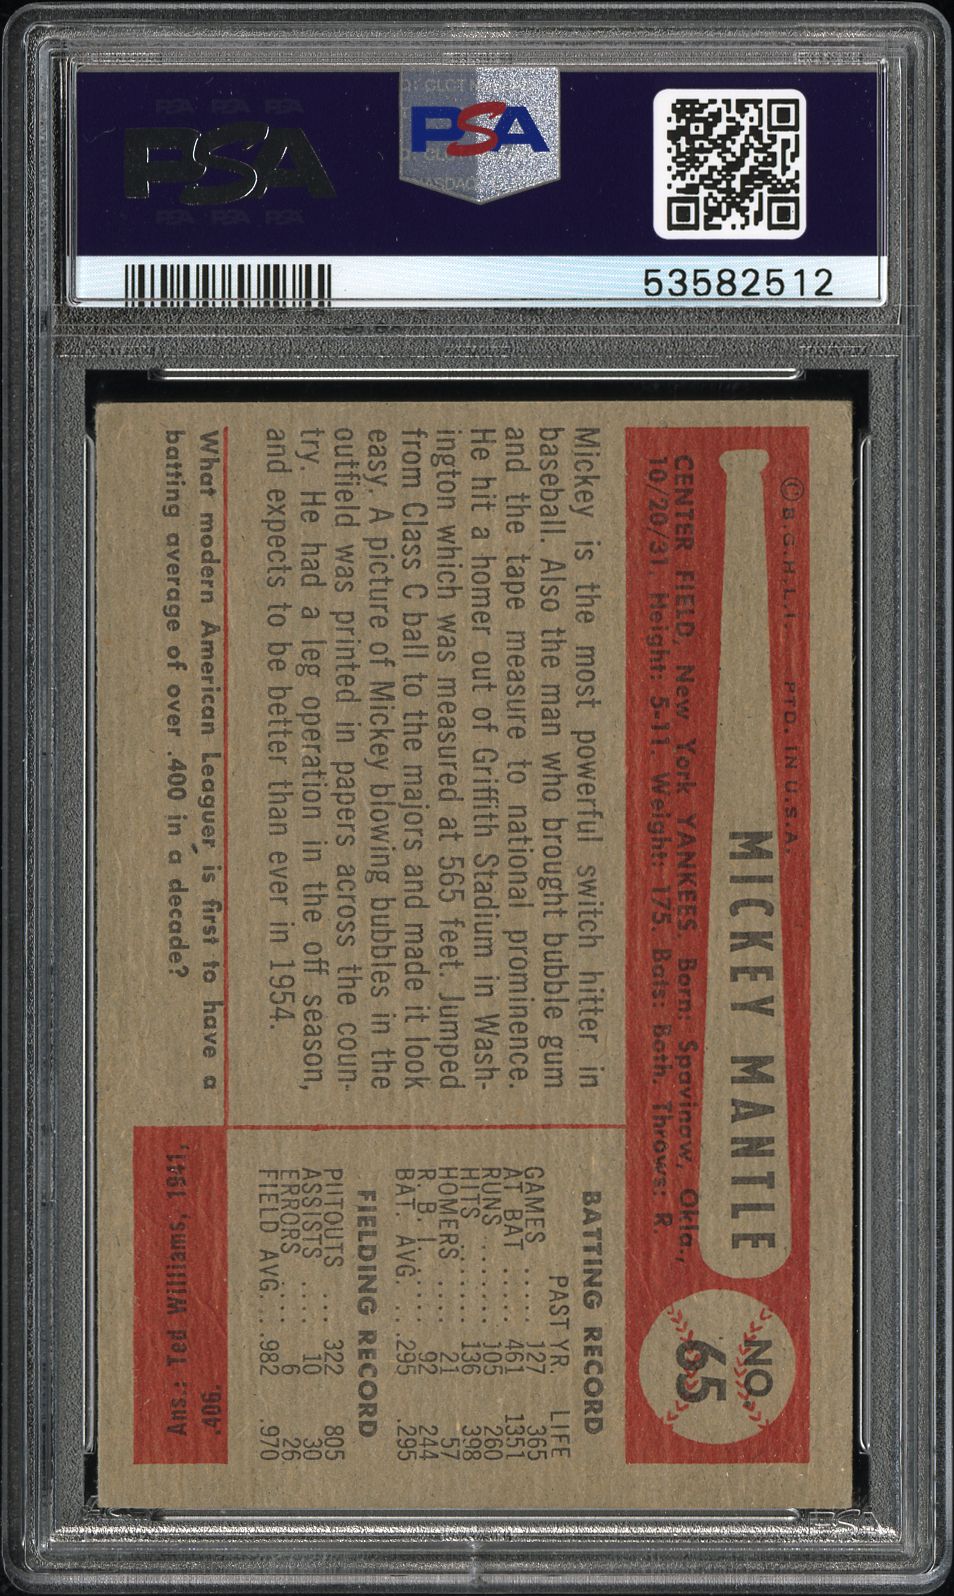 PSA
PSA
53582512
© B.G.H.L.I. PTD. IN U.S.A.
MICKEY MANTLE
NO.
65
CENTER FIELD, New York YANKEES. Born: Spavinaw, Okla.,
10/20/31. Height: 5-11. Weight: 175. Bats: Both. Throws: R.
Mickey is the most powerful switch hitter in
baseball. Also the man who brought bubble gum
and the tape measure to national prominence.
He hit a homer out of Griffith Stadium in Wash-
ington which was measured at 565 feet. Jumped
from Class C ball to the majors and made it look
easy. A picture of Mickey blowing bubbles in the
outfield was printed in papers across the coun-
try. He had a leg operation in the off season,
and expects to be better than ever in 1954.
BATTING RECORD
PAST YR. LIFE
GAMES .... 127 365
AT BAT .... 461 1351
RUNS ...... 105 260
HITS ...... 136 398
HOMERS .... 21 57
R. B. I. .... 92 244
BAT. AVG. .. .295 .295
FIELDING RECORD
PUTOUTS ... 322 805
ASSISTS .... 10 30
ERRORS .... 6 26
FIELD AVG... .982 .970
What modern American Leaguer is first to have a
batting average of over .400 in a decade?
Ans.: Ted Williams, 1941,
.406.